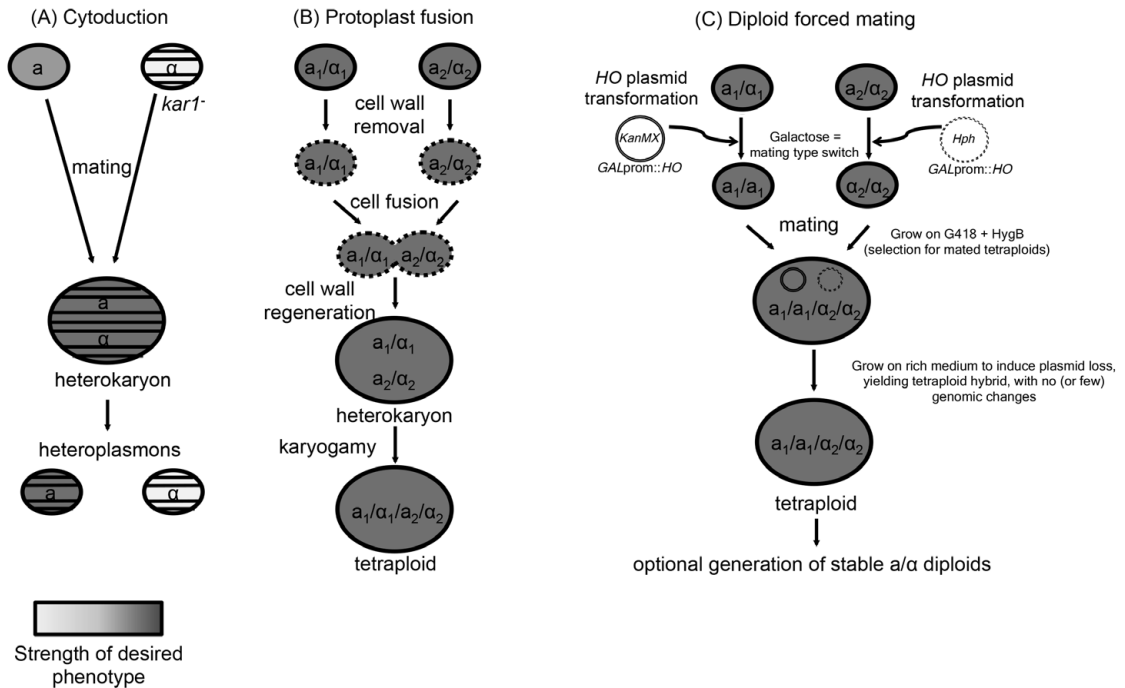 (A) Cytoduction
a
α
kar1-
mating
a
α
heterokaryon
heteroplasmons
a
α
Strength of desired
phenotype
(B) Protoplast fusion
a1/α1
a2/α2
cell wall
removal
a1/α1
a2/α2
cell fusion
a1/α1
a2/α2
cell wall
regeneration
a1/α1
a2/α2
heterokaryon
karyogamy
a1/α1/a2/α2
tetraploid
(C) Diploid forced mating
HO plasmid
transformation
a1/α1
a2/α2
HO plasmid
transformation
KanMX
GALprom::HO
Galactose =
mating type switch
Hph
GALprom::HO
a1/a1
α2/α2
mating
Grow on G418 + HygB
(selection for mated tetraploids)
a1/a1/α2/α2
Grow on rich medium to induce plasmid loss,
yielding tetraploid hybrid, with no (or few)
genomic changes
a1/a1/α2/α2
tetraploid
optional generation of stable a/α diploids